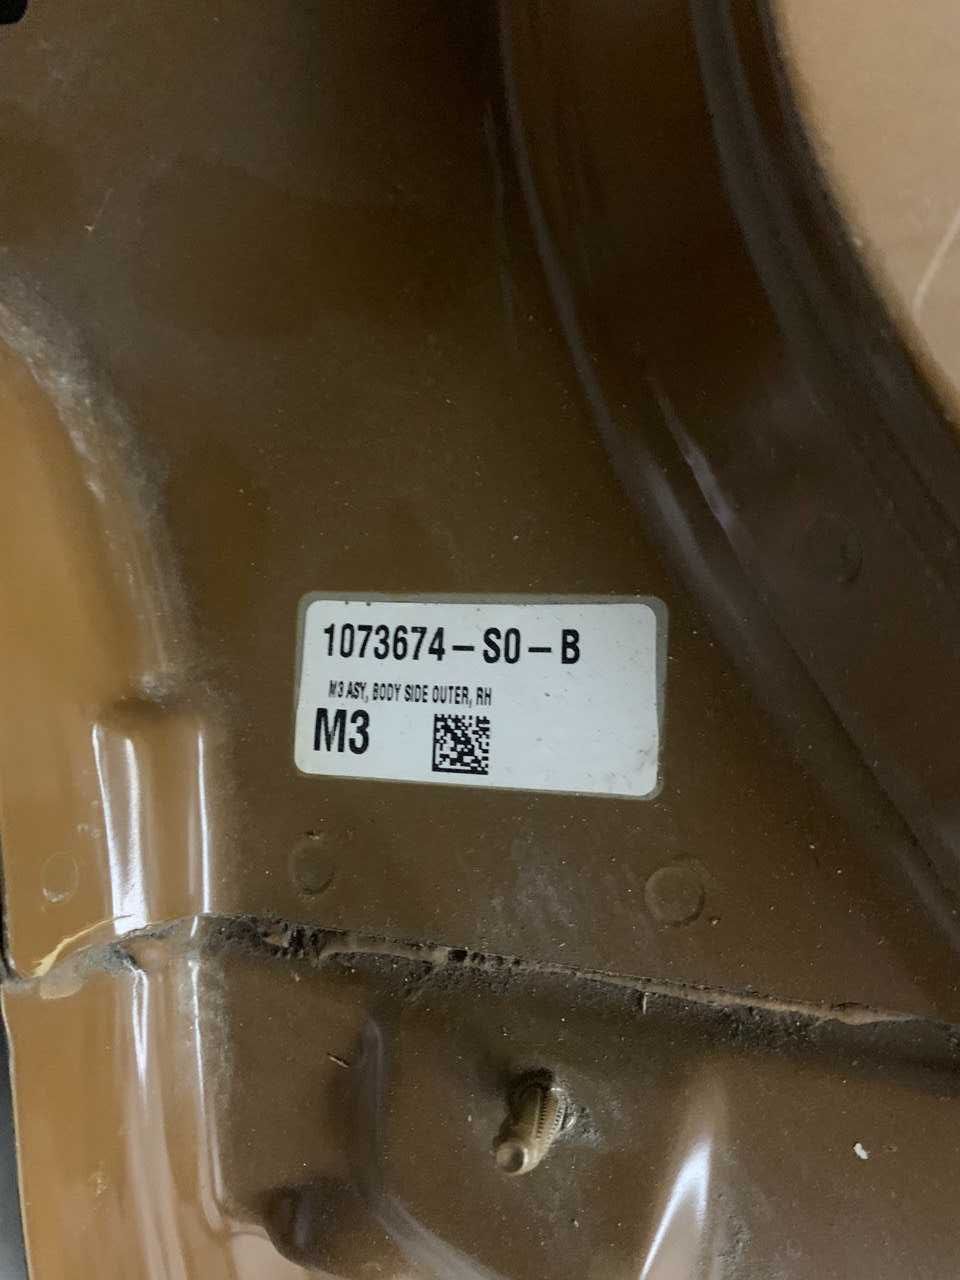 1073674-S0-B
M3 ASY, BODY SIDE OUTER, RH
M3